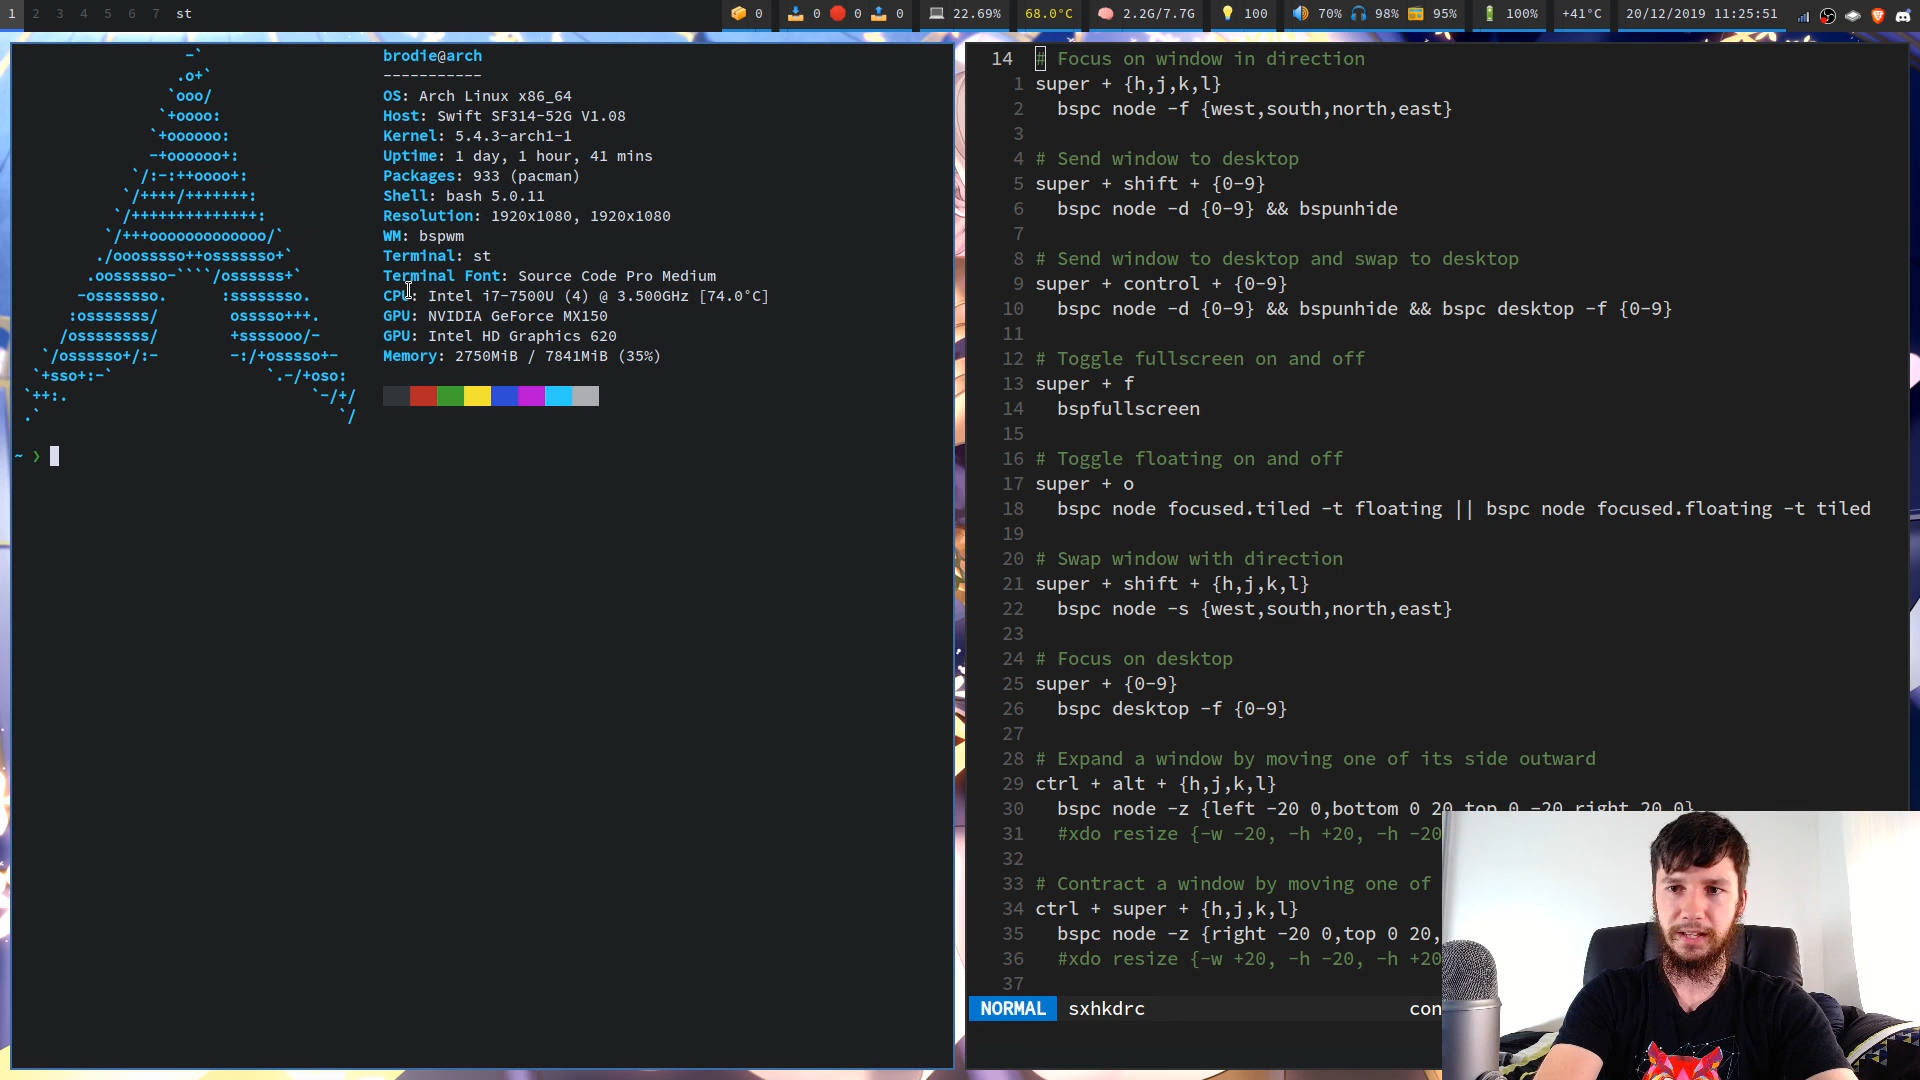 1 2 3 4 5 6 7 st
0 0 0 0 22.69% 68.0°C 2.2G/7.7G 100 70% 98% 95% 100% +41°C 20/12/2019 11:25:51
brodie@arch
-----------
OS: Arch Linux x86_64
Host: Swift SF314-52G V1.08
Kernel: 5.4.3-arch1-1
Uptime: 1 day, 1 hour, 41 mins
Packages: 933 (pacman)
Shell: bash 5.0.11
Resolution: 1920x1080, 1920x1080
WM: bspwm
Terminal: st
Terminal Font: Source Code Pro Medium
CPU: Intel i7-7500U (4) @ 3.500GHz [74.0°C]
GPU: NVIDIA GeForce MX150
GPU: Intel HD Graphics 620
Memory: 2750MiB / 7841MiB (35%)
~ ❯
14 # Focus on window in direction
1 super + {h,j,k,l}
2 bspc node -f {west,south,north,east}
3
4 # Send window to desktop
5 super + shift + {0-9}
6 bspc node -d {0-9} && bspunhide
7
8 # Send window to desktop and swap to desktop
9 super + control + {0-9}
10 bspc node -d {0-9} && bspunhide && bspc desktop -f {0-9}
11
12 # Toggle fullscreen on and off
13 super + f
14 bspfullscreen
15
16 # Toggle floating on and off
17 super + o
18 bspc node focused.tiled -t floating || bspc node focused.floating -t tiled
19
20 # Swap window with direction
21 super + shift + {h,j,k,l}
22 bspc node -s {west,south,north,east}
23
24 # Focus on desktop
25 super + {0-9}
26 bspc desktop -f {0-9}
27
28 # Expand a window by moving one of its side outward
29 ctrl + alt + {h,j,k,l}
30 bspc node -z {left -20 0,bottom 0 20,top 0 -20,right 20 0}
31 #xdo resize {-w -20, -h +20, -h -20
32
33 # Contract a window by moving one of
34 ctrl + super + {h,j,k,l}
35 bspc node -z {right -20 0,top 0 20,
36 #xdo resize {-w +20, -h -20, -h +20
37
NORMAL sxhkdrc con